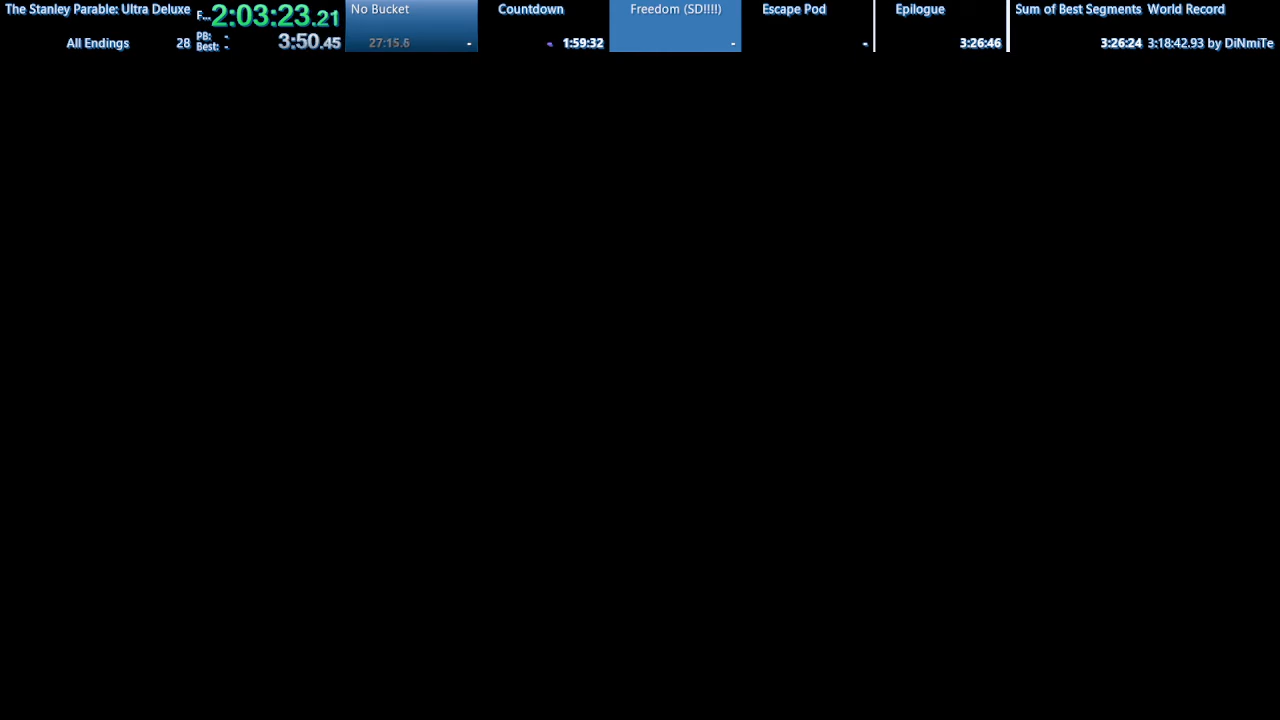 The Stanley Parable: Ultra Deluxe
All Endings 28
F... 2:03:23.21
PB: -
Best: -
3:50.45
No Bucket
27:15.6 -
Countdown
- 1:59:32
Freedom (SD!!!!)
-
Escape Pod
-
Epilogue
3:26:46
Sum of Best Segments
3:26:24
World Record
3:18:42.93 by DiNmiTe